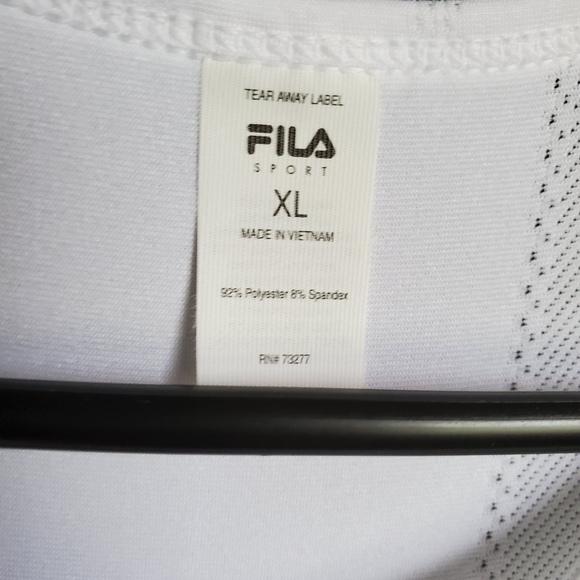 TEAR AWAY LABEL
FILA
SPORT
XL
MADE IN VIETNAM
92% Polyester 8% Spandex
RN# 73277